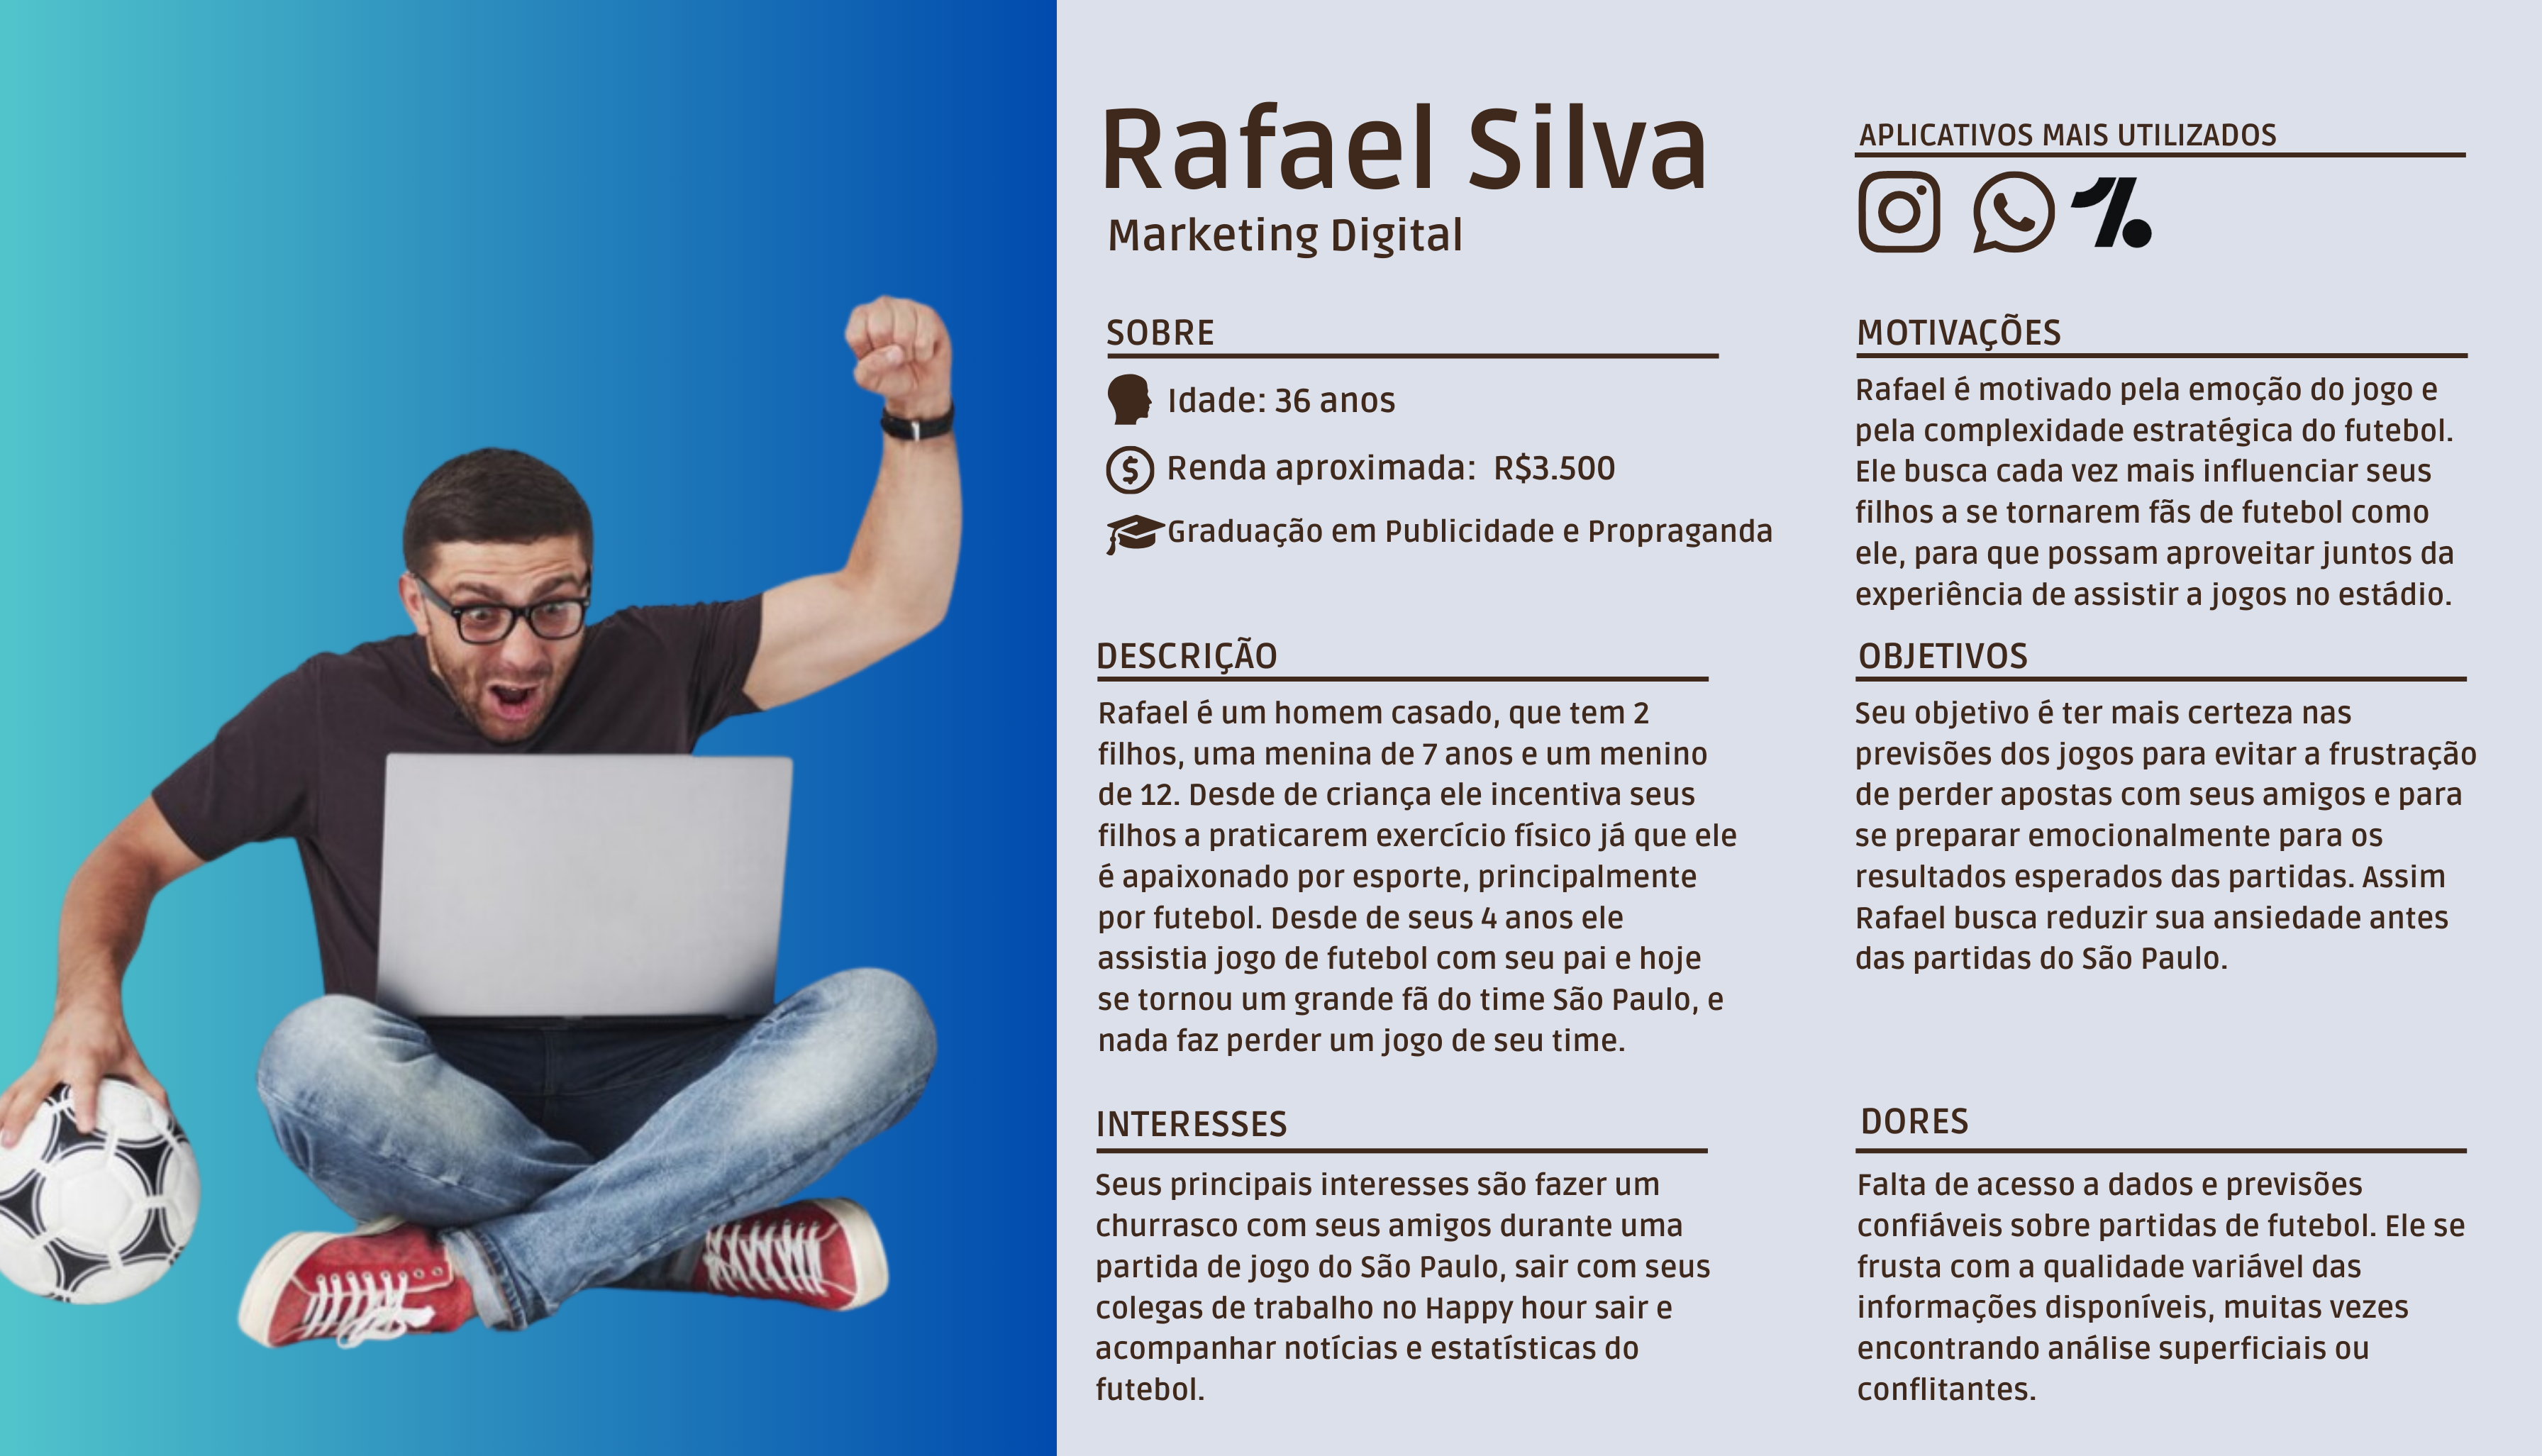 Rafael Silva
Marketing Digital
SOBRE
Idade: 36 anos
Renda aproximada: R$3.500
Graduação em Publicidade e Propraganda
DESCRIÇÃO
Rafael é um homem casado, que tem 2
filhos, uma menina de 7 anos e um menino
de 12. Desde de criança ele incentiva seus
filhos a praticarem exercício físico já que ele
é apaixonado por esporte, principalmente
por futebol. Desde de seus 4 anos ele
assistia jogo de futebol com seu pai e hoje
se tornou um grande fã do time São Paulo, e
nada faz perder um jogo de seu time.
INTERESSES
Seus principais interesses são fazer um
churrasco com seus amigos durante uma
partida de jogo do São Paulo, sair com seus
colegas de trabalho no Happy hour sair e
acompanhar notícias e estatísticas do
futebol.
APLICATIVOS MAIS UTILIZADOS
MOTIVAÇÕES
Rafael é motivado pela emoção do jogo e
pela complexidade estratégica do futebol.
Ele busca cada vez mais influenciar seus
filhos a se tornarem fãs de futebol como
ele, para que possam aproveitar juntos da
experiência de assistir a jogos no estádio.
OBJETIVOS
Seu objetivo é ter mais certeza nas
previsões dos jogos para evitar a frustração
de perder apostas com seus amigos e para
se preparar emocionalmente para os
resultados esperados das partidas. Assim
Rafael busca reduzir sua ansiedade antes
das partidas do São Paulo.
DORES
Falta de acesso a dados e previsões
confiáveis sobre partidas de futebol. Ele se
frusta com a qualidade variável das
informações disponíveis, muitas vezes
encontrando análise superficiais ou
conflitantes.